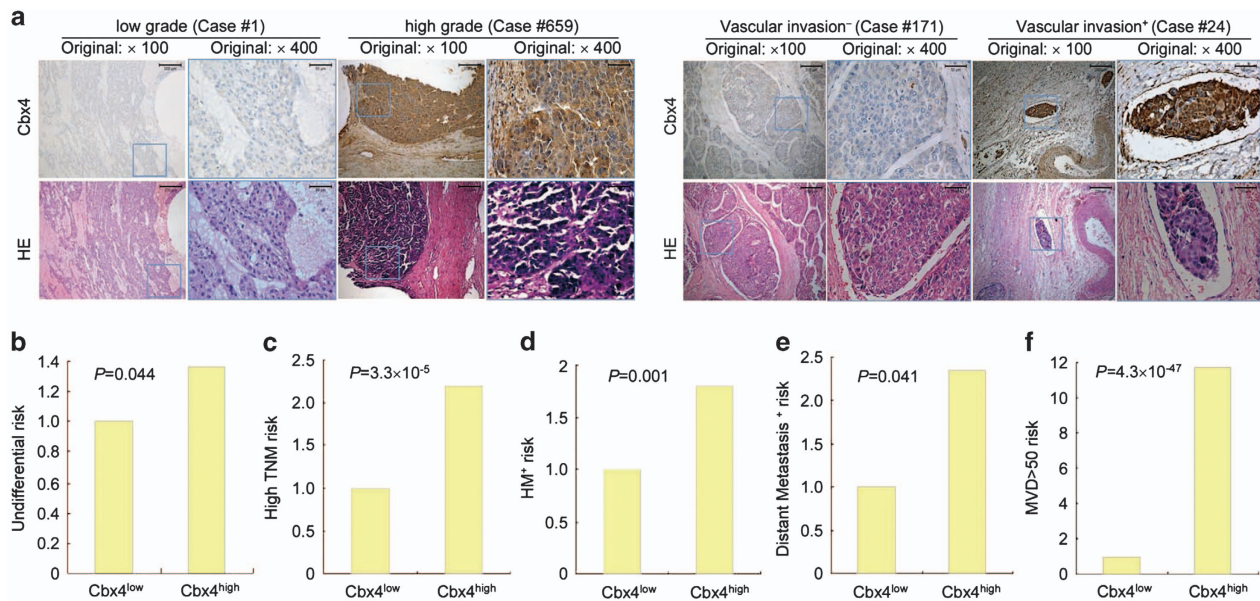 a
low grade (Case #1)
high grade (Case #659)
Vascular invasion⁻ (Case #171)
Vascular invasion⁺ (Case #24)
Original: × 100
Original: × 400
Original: × 100
Original: × 400
Original: ×100
Original: × 400
Original: × 100
Original: × 400
Cbx4
HE
Cbx4
HE
b
Undifferential risk
P=0.044
1.4
1.2
1.0
0.8
0.6
0.4
0.2
0
Cbx4ˡᵒʷ
Cbx4ʰⁱᵍʰ
c
High TNM risk
P=3.3×10⁻⁵
2.5
2.0
1.5
1.0
0.5
0.0
Cbx4ˡᵒʷ
Cbx4ʰⁱᵍʰ
d
HM⁺ risk
P=0.001
2
1.5
1.0
0.5
0
Cbx4ˡᵒʷ
Cbx4ʰⁱᵍʰ
e
Distant Metastasis ⁺ risk
P=0.041
2.5
2.0
1.5
1.0
0.5
0.0
Cbx4ˡᵒʷ
Cbx4ʰⁱᵍʰ
f
MVD>50 risk
P=4.3×10⁻⁴⁷
12
10
8
6
4
2
0
Cbx4ˡᵒʷ
Cbx4ʰⁱᵍʰ